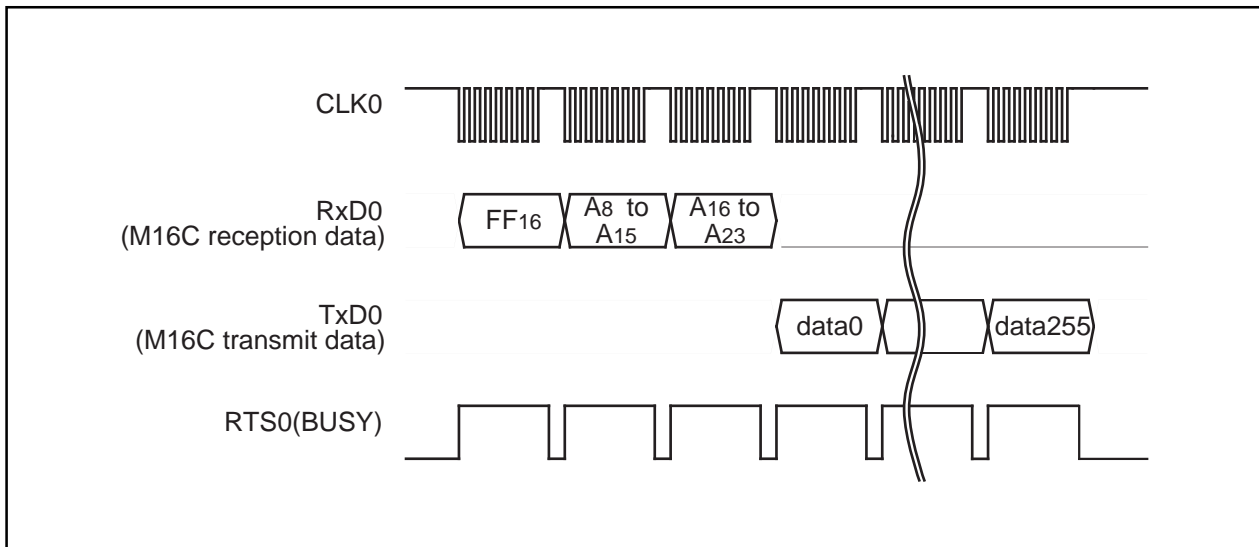 CLK0
RxD0
(M16C reception data)
FF16
A8 to
A15
A16 to
A23
TxD0
(M16C transmit data)
data0
data255
RTS0(BUSY)